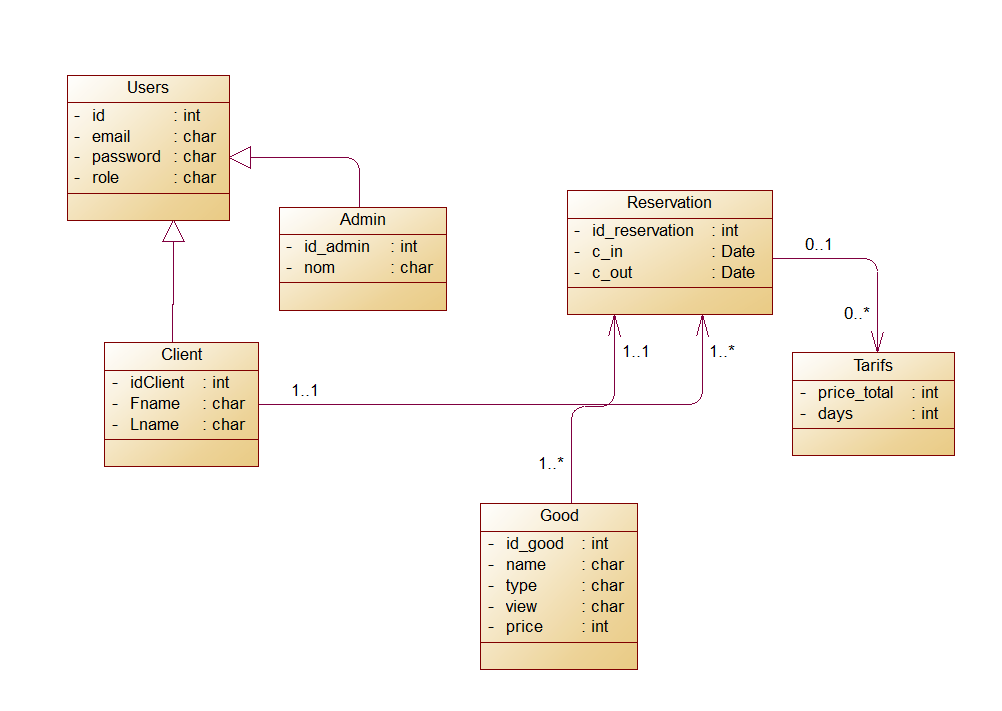 Users
- id : int
- email : char
- password : char
- role : char
Admin
- id_admin : int
- nom : char
Reservation
- id_reservation : int
- c_in : Date
- c_out : Date
0..1
0..*
Client
- idClient : int
- Fname : char
- Lname : char
1..1
1..1
1..*
Tarifs
- price_total : int
- days : int
1..*
Good
- id_good : int
- name : char
- type : char
- view : char
- price : int